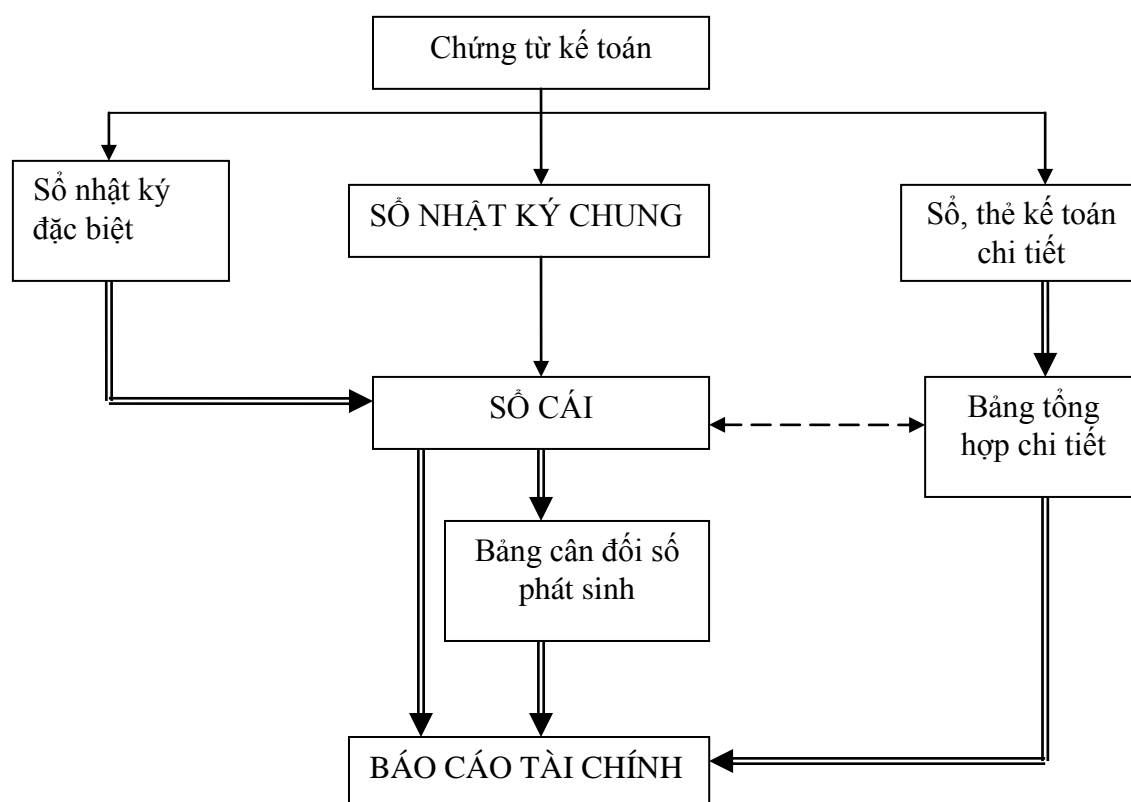 Chứng từ kế toán
Sổ nhật ký
đặc biệt
SỔ NHẬT KÝ CHUNG
Sổ, thẻ kế toán
chi tiết
SỔ CÁI
Bảng tổng
hợp chi tiết
Bảng cân đối số
phát sinh
BÁO CÁO TÀI CHÍNH